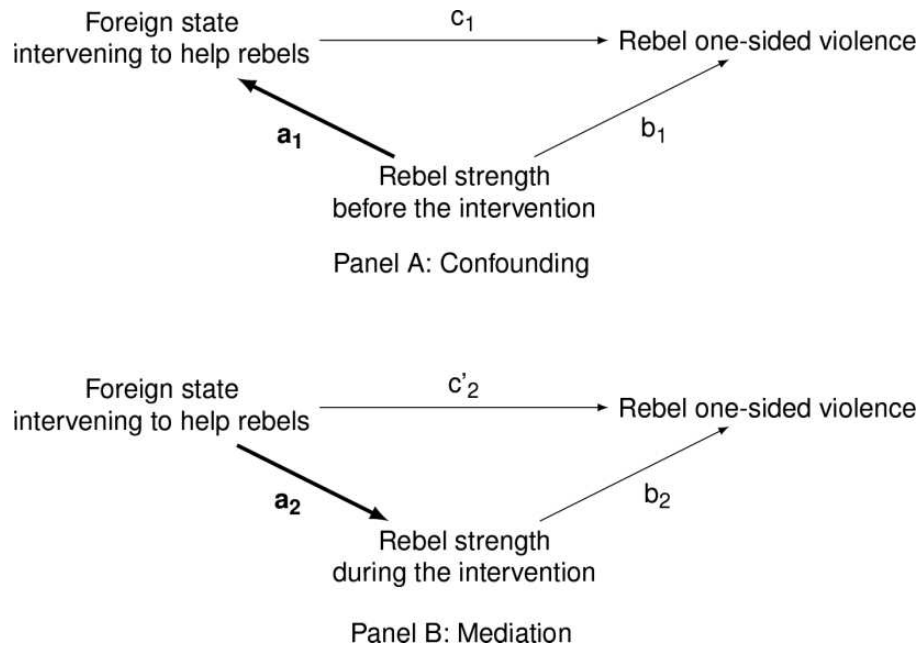 Foreign state
intervening to help rebels
c1
Rebel one-sided violence
a1
b1
Rebel strength
before the intervention
Panel A: Confounding
Foreign state
intervening to help rebels
c'2
Rebel one-sided violence
a2
b2
Rebel strength
during the intervention
Panel B: Mediation